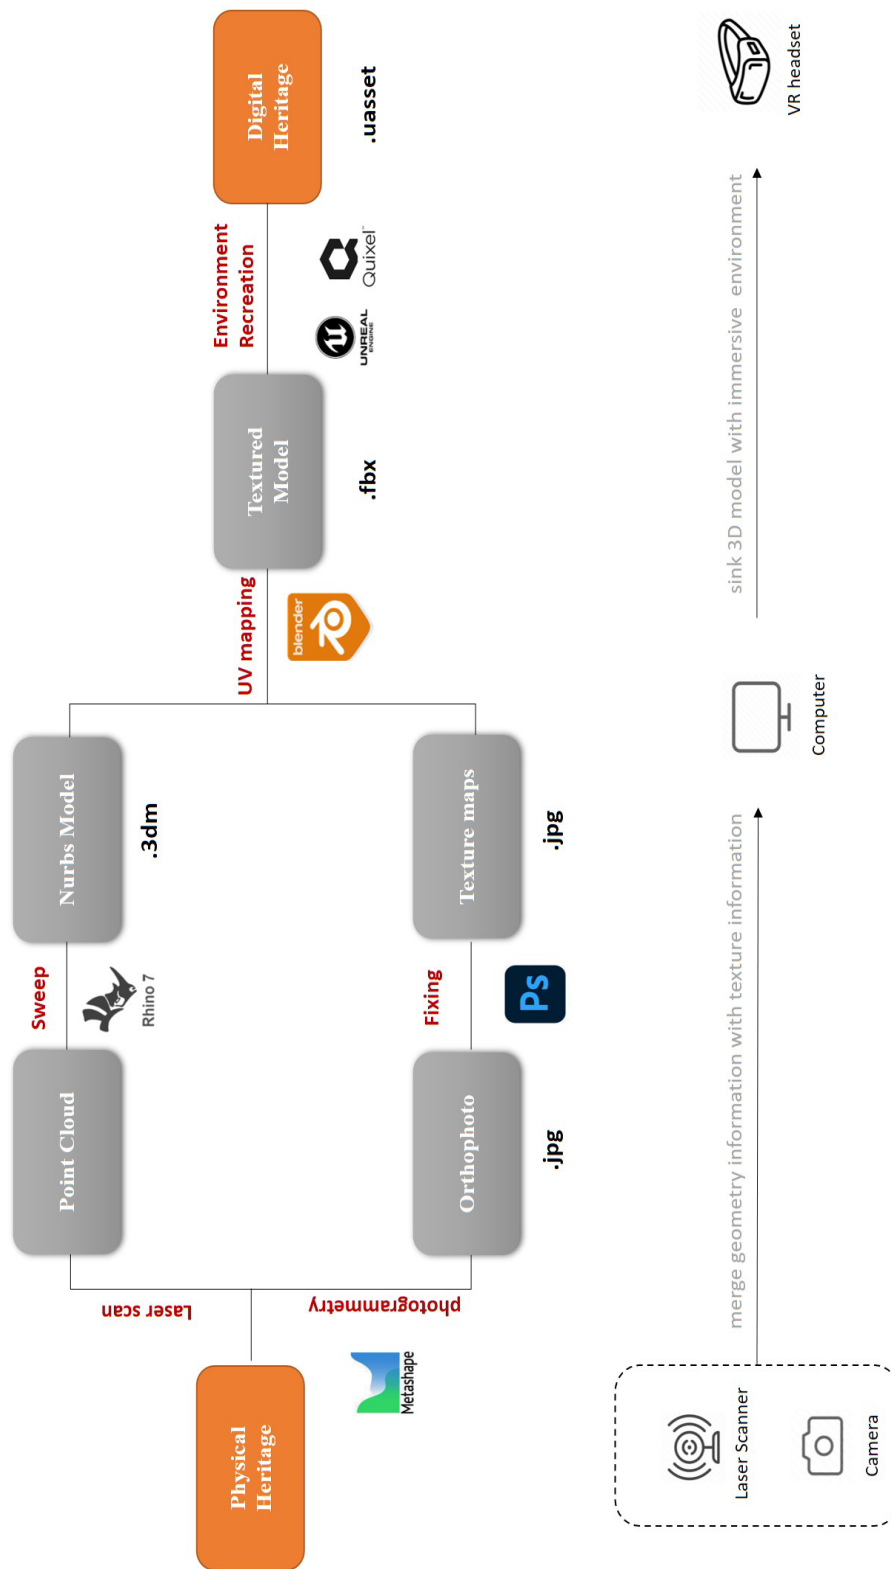 Physical
Heritage
Metashape
Laser scan
photogrammetry
Point Cloud
Sweep
Rhino 7
Nurbs Model
.3dm
Orthophoto
.jpg
Fixing
Ps
Texture maps
.jpg
UV mapping
blender
Textured
Model
.fbx
Environment
Recreation
UNREAL
ENGINE
Quixel
Digital
Heritage
.uasset
Laser Scanner
Camera
merge geometry information with texture information
Computer
sink 3D model with immersive environment
VR headset